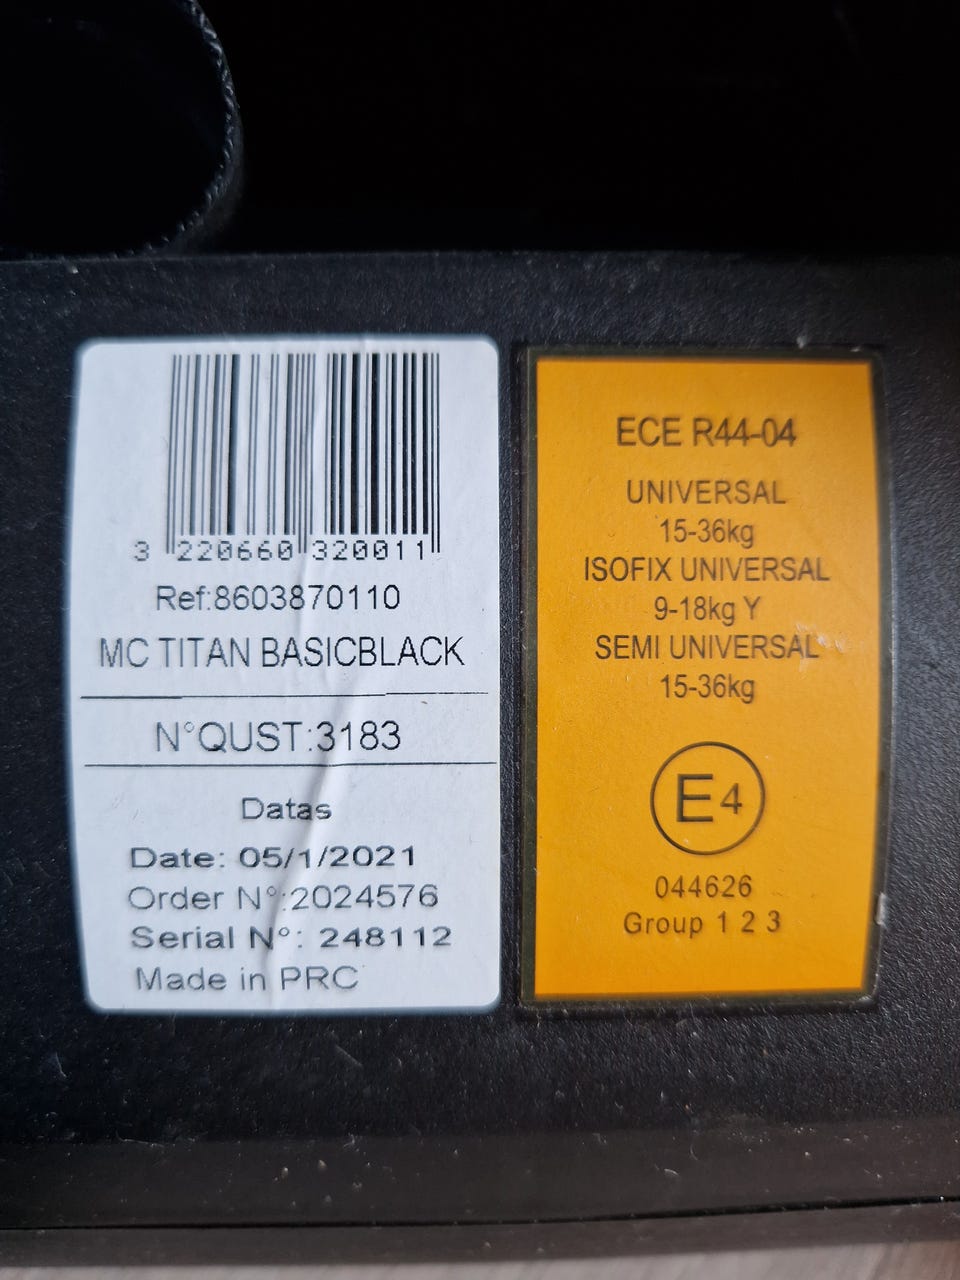 3 220660 320011
Ref:8603870110
MC TITAN BASICBLACK
N°QUST:3183
Datas
Date: 05/1/2021
Order N°:2024576
Serial N°: 248112
Made in PRC
ECE R44-04
UNIVERSAL
15-36kg
ISOFIX UNIVERSAL
9-18kg Y
SEMI UNIVERSAL
15-36kg
E4
044626
Group 1 2 3